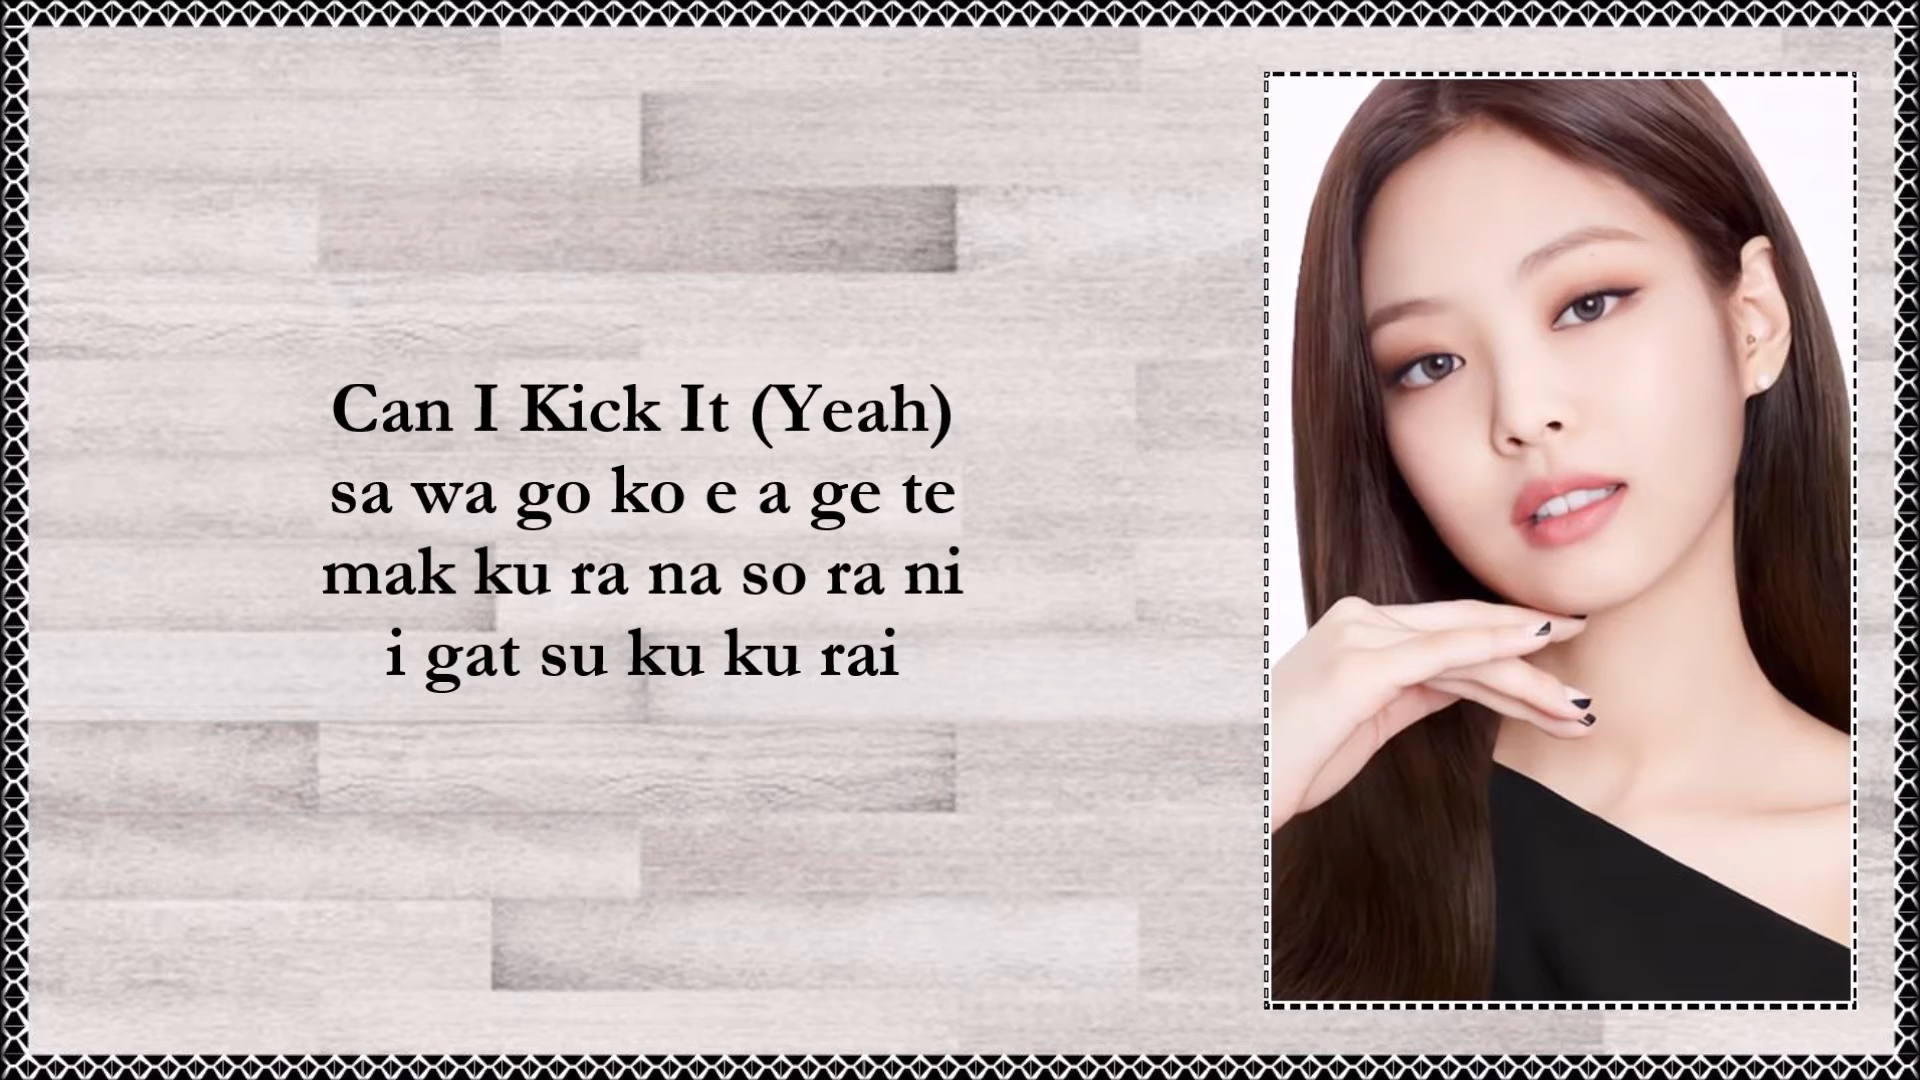 Can I Kick It (Yeah)
sa wa go ko e a ge te
mak ku ra na so ra ni
i gat su ku ku rai